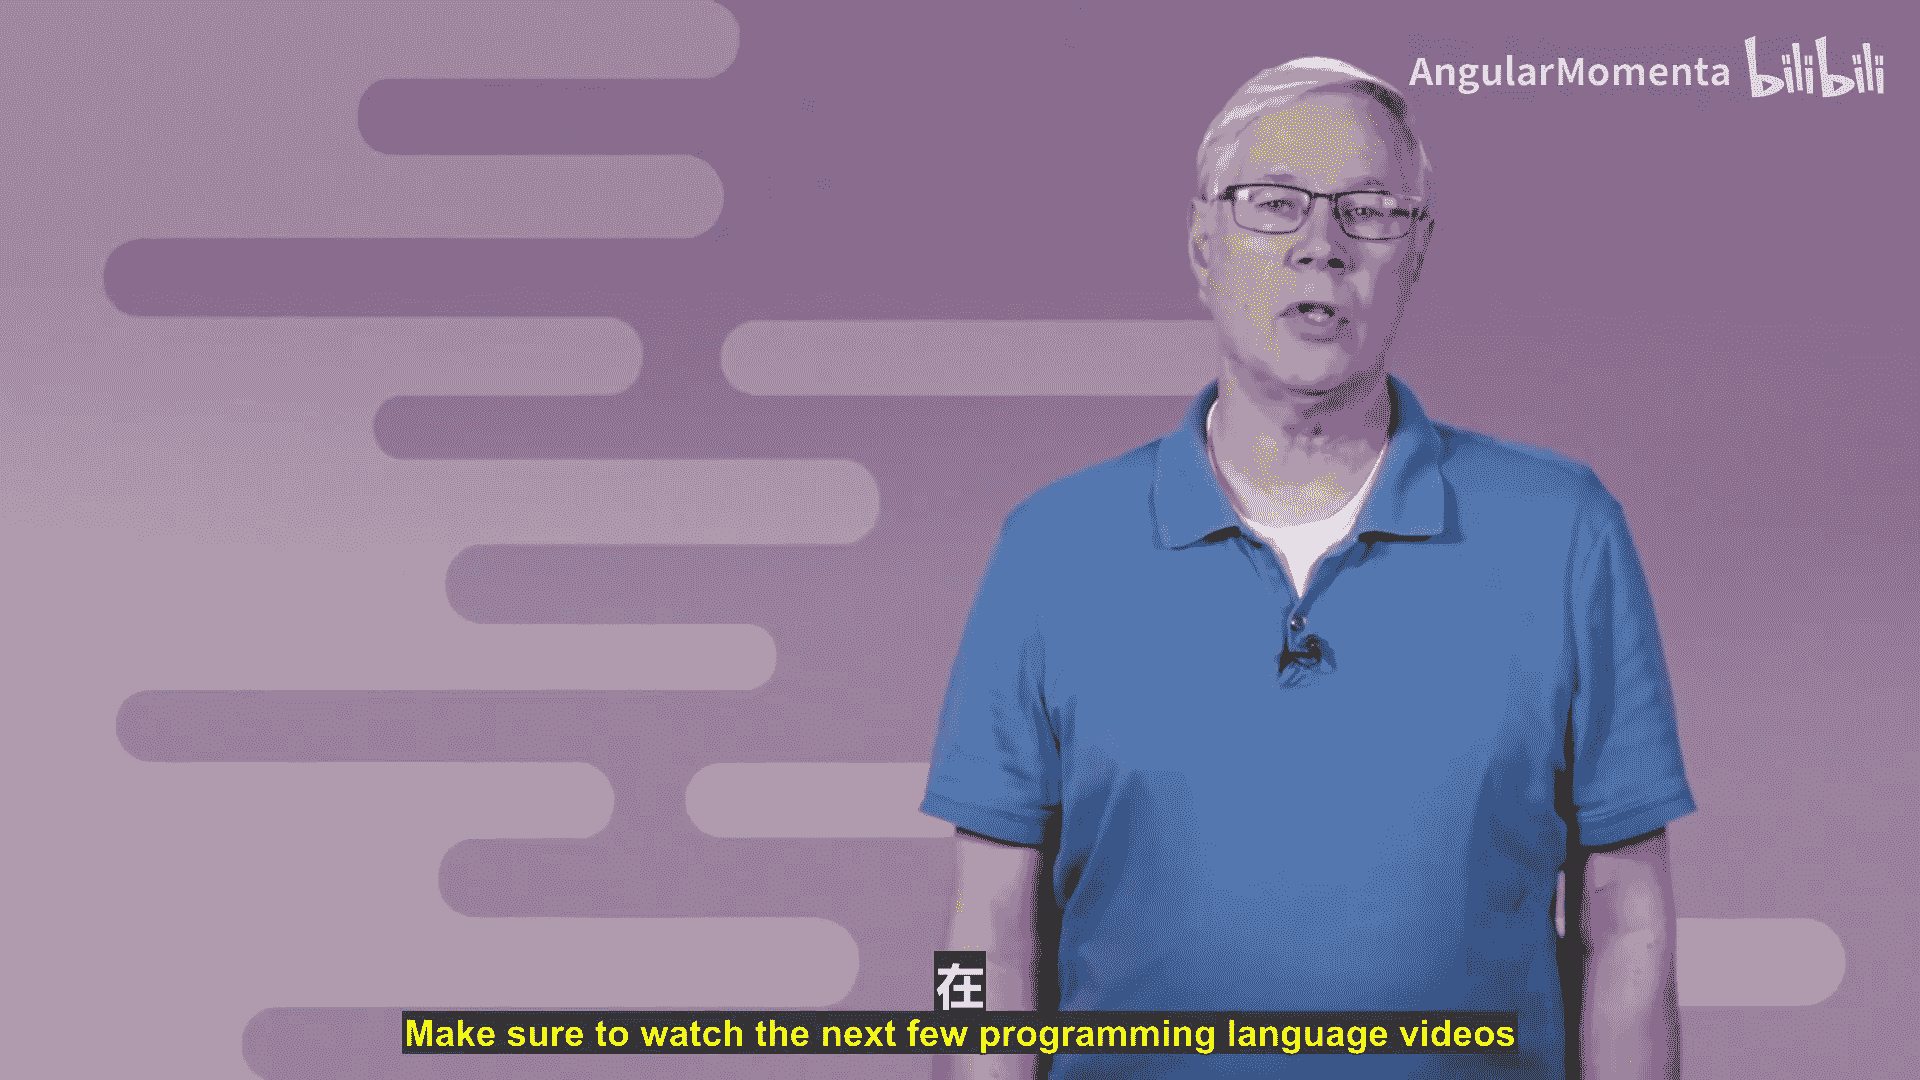 AngularMomenta bilibili
在
Make sure to watch the next few programming language videos